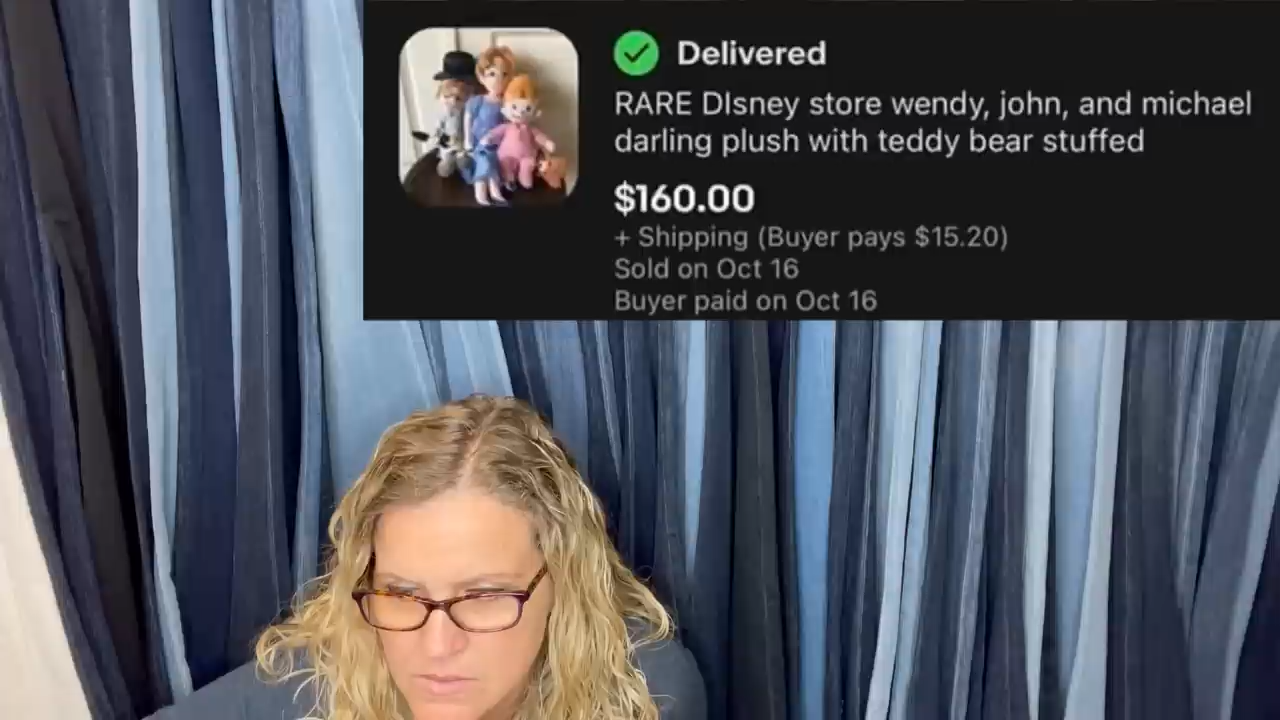 Delivered
RARE DIsney store wendy, john, and michael
darling plush with teddy bear stuffed
$160.00
+ Shipping (Buyer pays $15.20)
Sold on Oct 16
Buyer paid on Oct 16